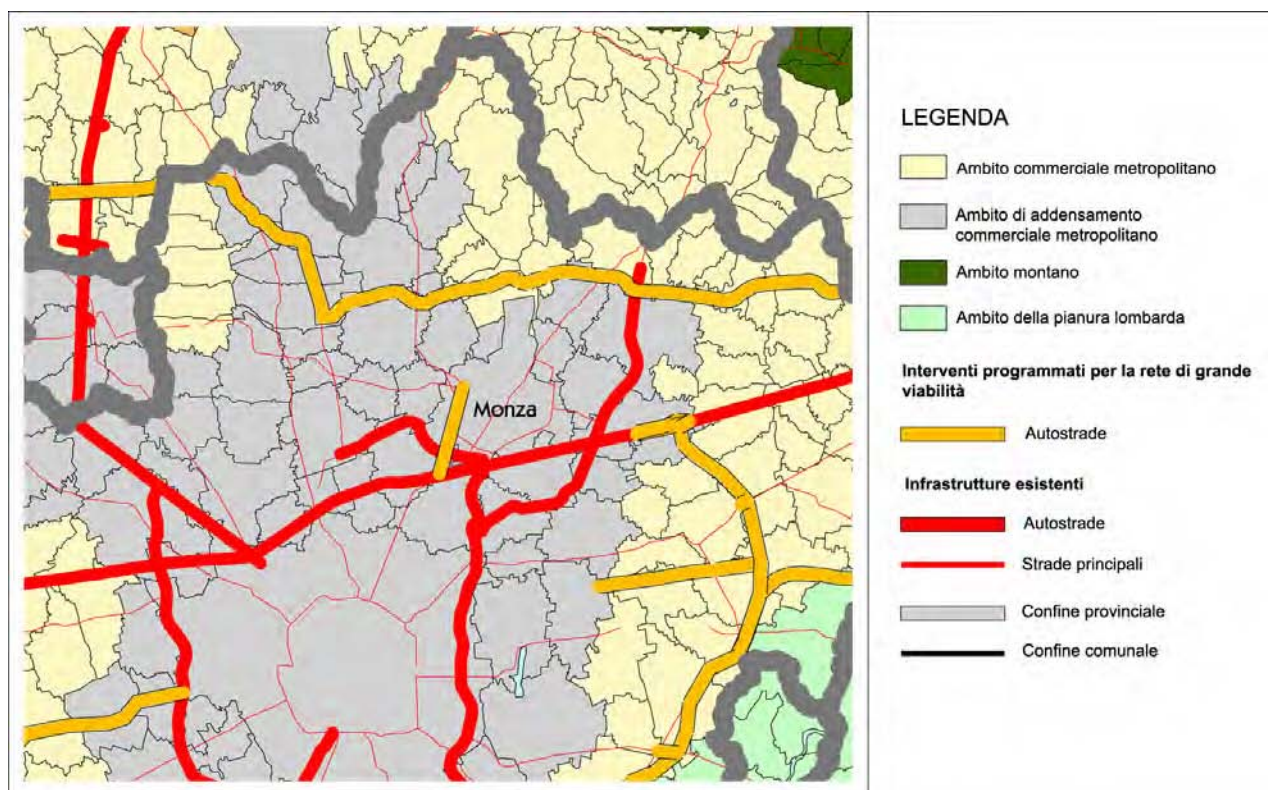 Monza
LEGENDA
Ambito commerciale metropolitano
Ambito di addensamento
commerciale metropolitano
Ambito montano
Ambito della pianura lombarda
Interventi programmati per la rete di grande
viabilità
Autostrade
Infrastrutture esistenti
Autostrade
Strade principali
Confine provinciale
Confine comunale